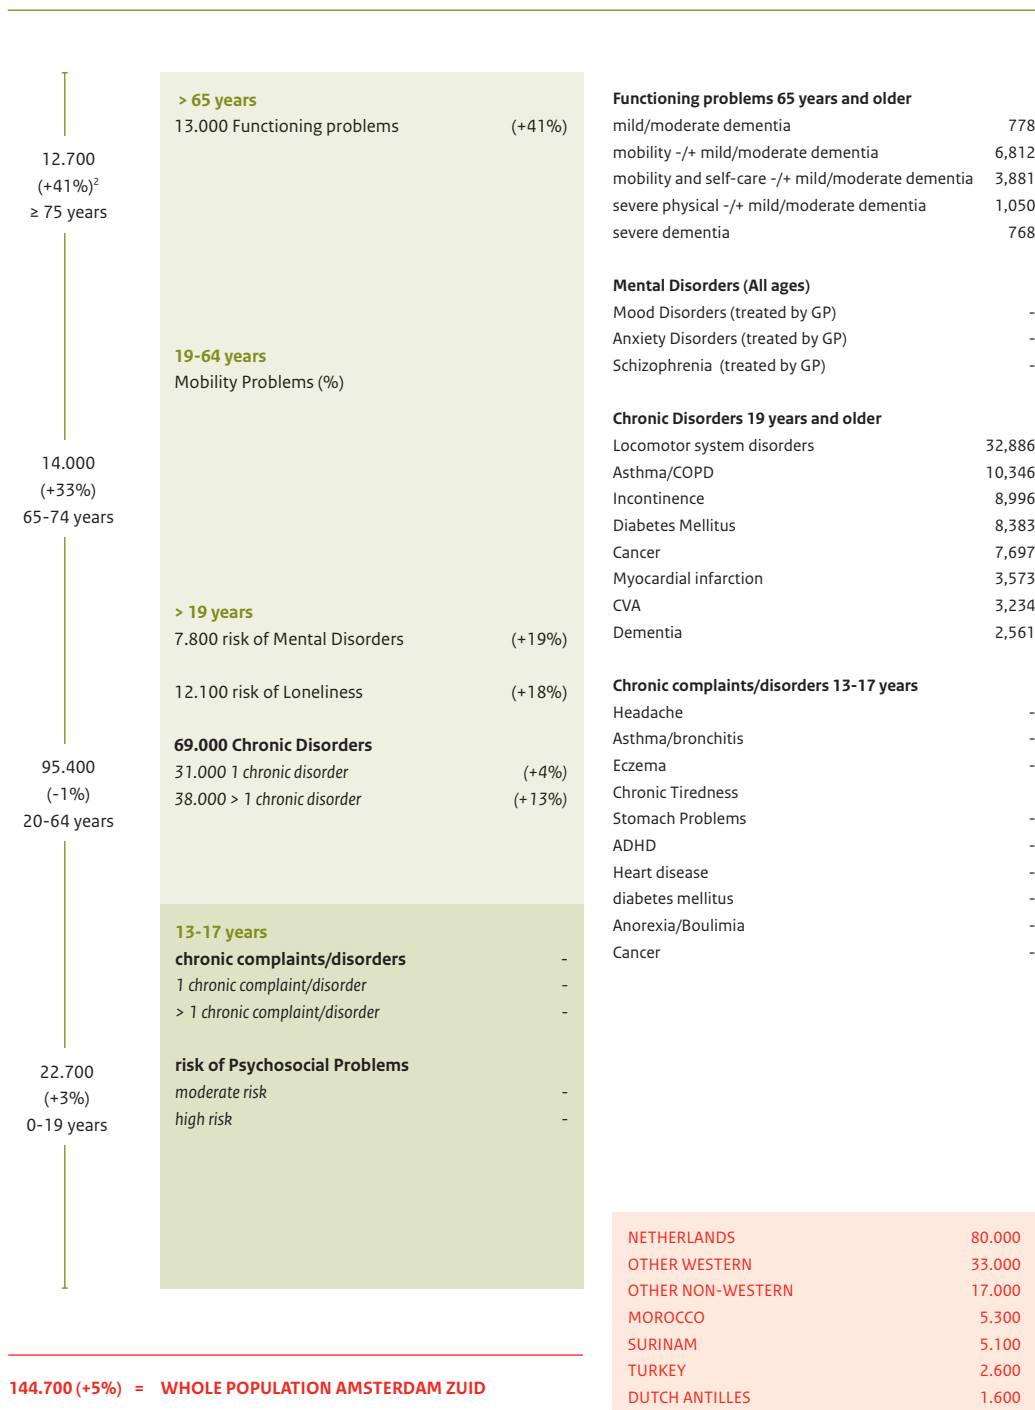 12.700
(+41%)2
≥ 75 years
14.000
(+33%)
65-74 years
95.400
(-1%)
20-64 years
22.700
(+3%)
0-19 years
> 65 years
13.000 Functioning problems (+41%)
19-64 years
Mobility Problems (%)
> 19 years
7.800 risk of Mental Disorders (+19%)
12.100 risk of Loneliness (+18%)
69.000 Chronic Disorders
31.000 1 chronic disorder (+4%)
38.000 > 1 chronic disorder (+13%)
13-17 years
chronic complaints/disorders -
1 chronic complaint/disorder -
> 1 chronic complaint/disorder -
risk of Psychosocial Problems
moderate risk -
high risk -
144.700 (+5%) = WHOLE POPULATION AMSTERDAM ZUID
Functioning problems 65 years and older
mild/moderate dementia 778
mobility -/+ mild/moderate dementia 6,812
mobility and self-care -/+ mild/moderate dementia 3,881
severe physical -/+ mild/moderate dementia 1,050
severe dementia 768
Mental Disorders (All ages)
Mood Disorders (treated by GP) -
Anxiety Disorders (treated by GP) -
Schizophrenia (treated by GP) -
Chronic Disorders 19 years and older
Locomotor system disorders 32,886
Asthma/COPD 10,346
Incontinence 8,996
Diabetes Mellitus 8,383
Cancer 7,697
Myocardial infarction 3,573
CVA 3,234
Dementia 2,561
Chronic complaints/disorders 13-17 years
Headache -
Asthma/bronchitis -
Eczema -
Chronic Tiredness
Stomach Problems -
ADHD -
Heart disease -
diabetes mellitus -
Anorexia/Boulimia -
Cancer -
NETHERLANDS 80.000
OTHER WESTERN 33.000
OTHER NON-WESTERN 17.000
MOROCCO 5.300
SURINAM 5.100
TURKEY 2.600
DUTCH ANTILLES 1.600